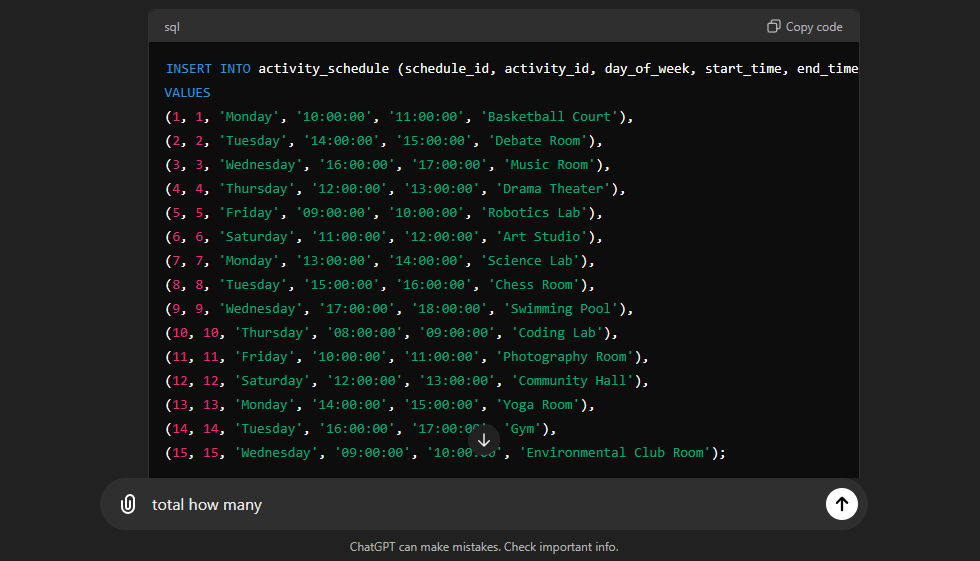 sql
Copy code
INSERT INTO activity_schedule (schedule_id, activity_id, day_of_week, start_time, end_time
VALUES
(1, 1, 'Monday', '10:00:00', '11:00:00', 'Basketball Court'),
(2, 2, 'Tuesday', '14:00:00', '15:00:00', 'Debate Room'),
(3, 3, 'Wednesday', '16:00:00', '17:00:00', 'Music Room'),
(4, 4, 'Thursday', '12:00:00', '13:00:00', 'Drama Theater'),
(5, 5, 'Friday', '09:00:00', '10:00:00', 'Robotics Lab'),
(6, 6, 'Saturday', '11:00:00', '12:00:00', 'Art Studio'),
(7, 7, 'Monday', '13:00:00', '14:00:00', 'Science Lab'),
(8, 8, 'Tuesday', '15:00:00', '16:00:00', 'Chess Room'),
(9, 9, 'Wednesday', '17:00:00', '18:00:00', 'Swimming Pool'),
(10, 10, 'Thursday', '08:00:00', '09:00:00', 'Coding Lab'),
(11, 11, 'Friday', '10:00:00', '11:00:00', 'Photography Room'),
(12, 12, 'Saturday', '12:00:00', '13:00:00', 'Community Hall'),
(13, 13, 'Monday', '14:00:00', '15:00:00', 'Yoga Room'),
(14, 14, 'Tuesday', '16:00:00', '17:00:00', 'Gym'),
(15, 15, 'Wednesday', '09:00:00', '10:00:00', 'Environmental Club Room');
total how many
ChatGPT can make mistakes. Check important info.